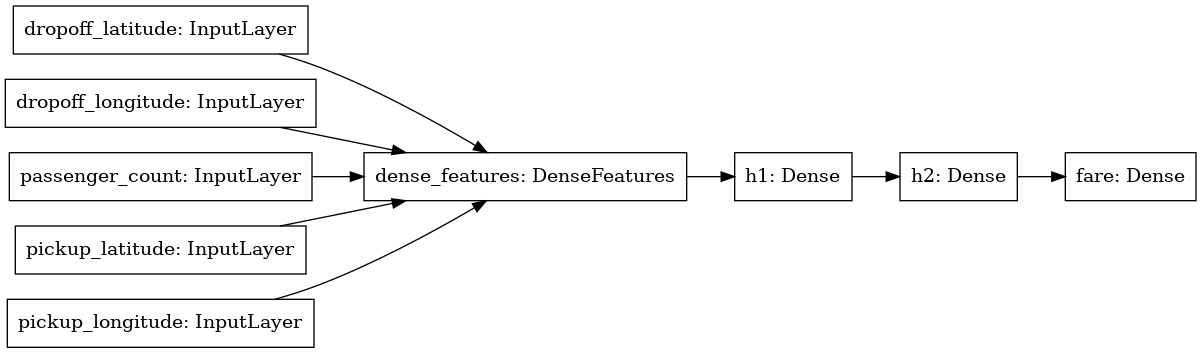 dropoff_latitude: InputLayer
dropoff_longitude: InputLayer
passenger_count: InputLayer
pickup_latitude: InputLayer
pickup_longitude: InputLayer
dense_features: DenseFeatures
h1: Dense
h2: Dense
fare: Dense